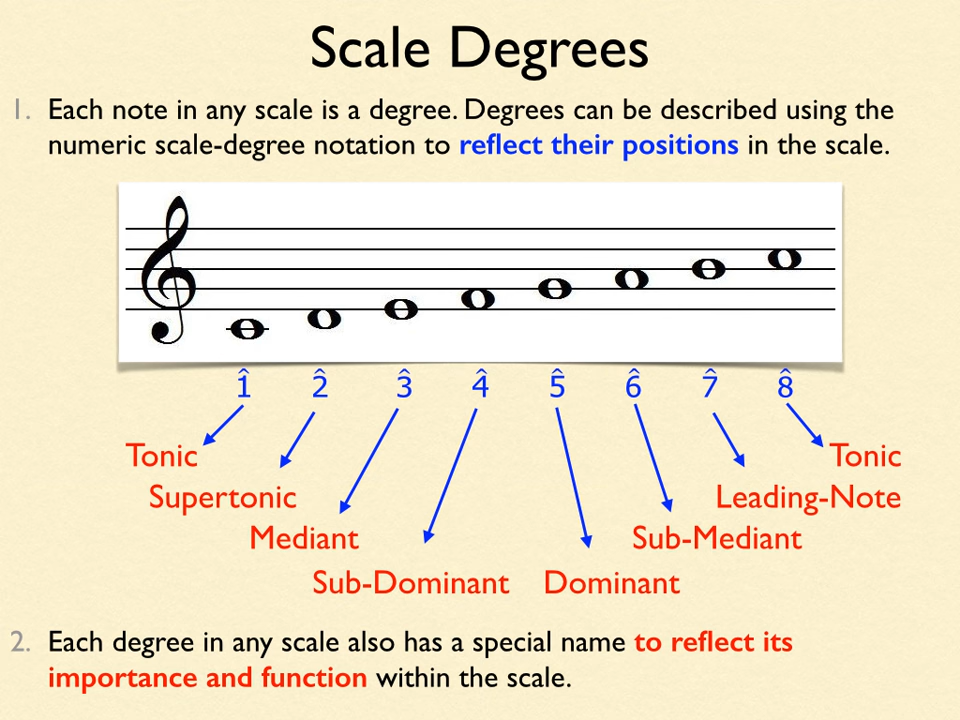 Scale Degrees
1. Each note in any scale is a degree. Degrees can be described using the
numeric scale-degree notation to reflect their positions in the scale.
1̂ 2̂ 3̂ 4̂ 5̂ 6̂ 7̂ 8̂
Tonic Tonic
Supertonic Leading-Note
Mediant Sub-Mediant
Sub-Dominant Dominant
2. Each degree in any scale also has a special name to reflect its
importance and function within the scale.